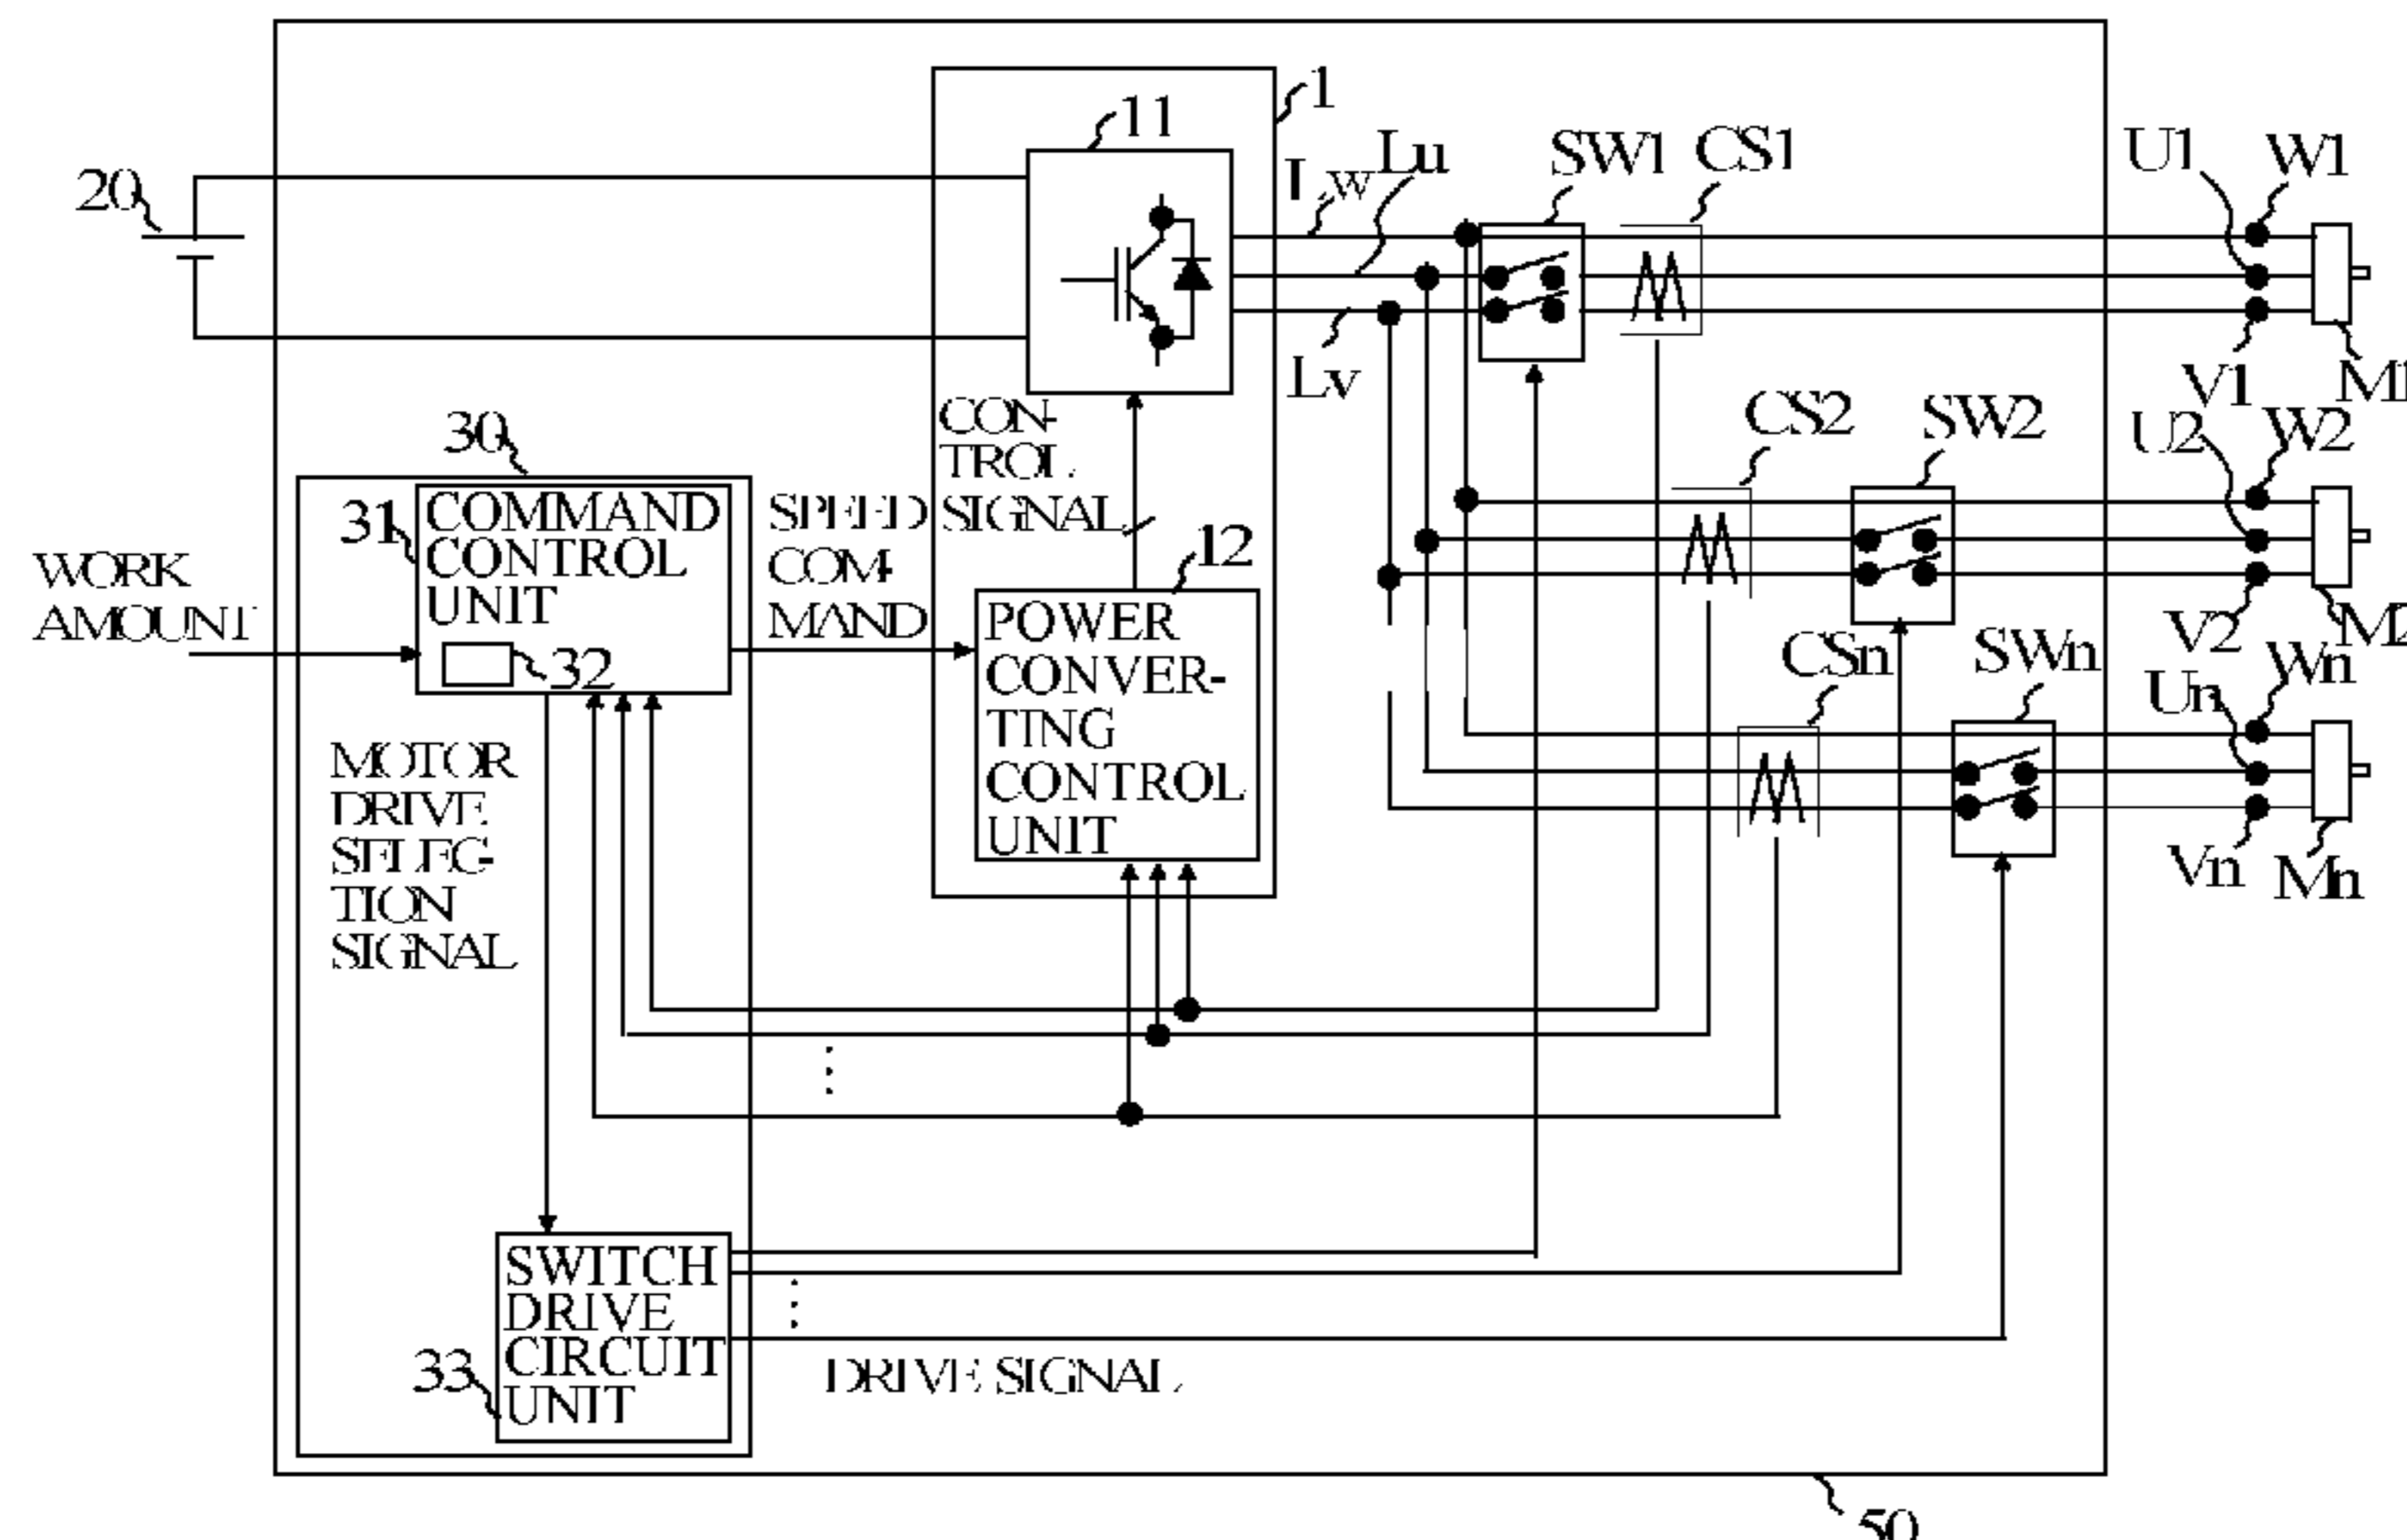 1
11
Lw
Lu
SW1
CS1
U1
W1
20
Lv
V1
M1
30
CON-
TROL
SIGNAL
CS2
SW2
U2
W2
31
COMMAND
CONTROL
UNIT
32
SPEED
COM-
MAND
12
WORK
AMOUNT
POWER
CONVER-
TING
CONTROL
UNIT
V2
M2
CSn
SWn
Un
Wn
MOTOR
DRIVE
SELEC-
TION
SIGNAL
Vn
Mn
SWITCH
DRIVE
CIRCUIT
UNIT
33
DRIVE SIGNAL
50